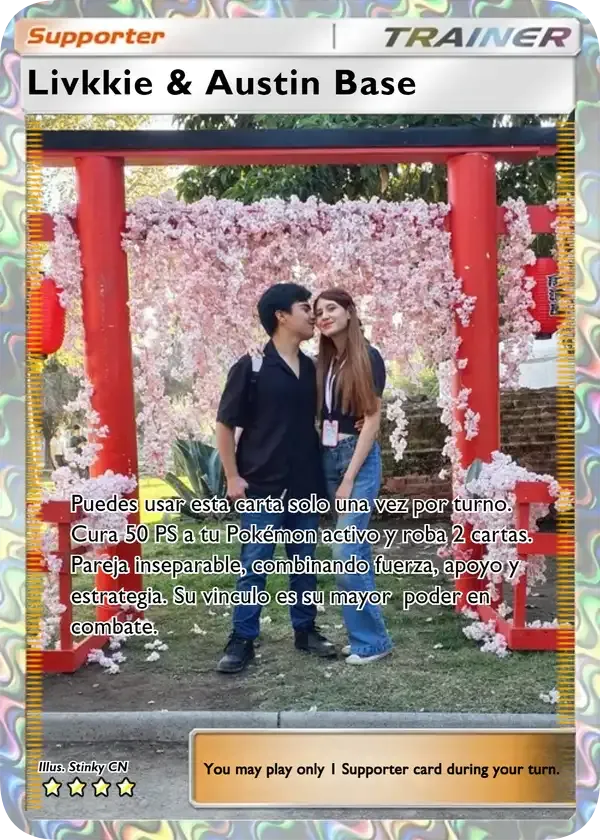 Supporter
TRAINER
Livkkie & Austin Base
Puedes usar esta carta solo una vez por turno.
Cura 50 PS a tu Pokémon activo y roba 2 cartas.
Pareja inseparable, combinando fuerza, apoyo y
estrategia. Su vinculo es su mayor poder en
combate.
Illus. Stinky CN
You may play only 1 Supporter card during your turn.